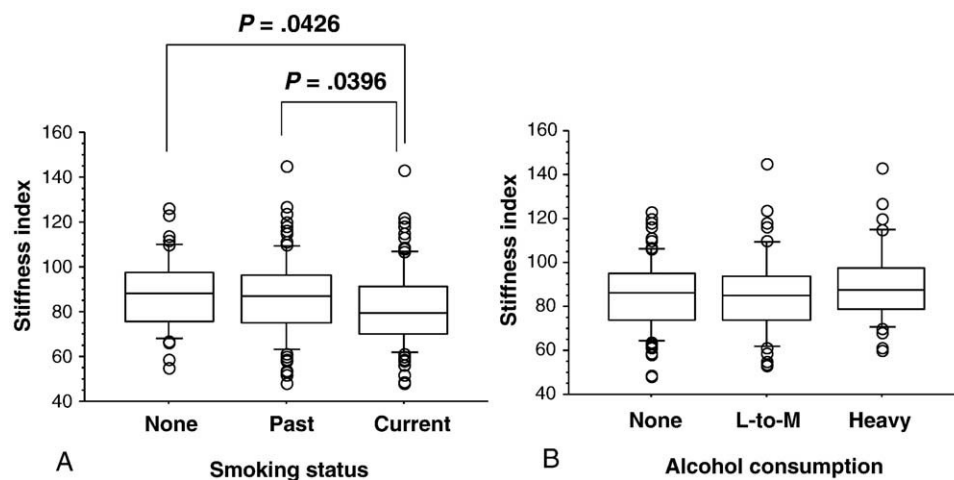 P = .0426
P = .0396
Stiffness index
160
140
120
100
80
60
40
None Past Current
A
Smoking status
Stiffness index
160
140
120
100
80
60
40
None L-to-M Heavy
B
Alcohol consumption